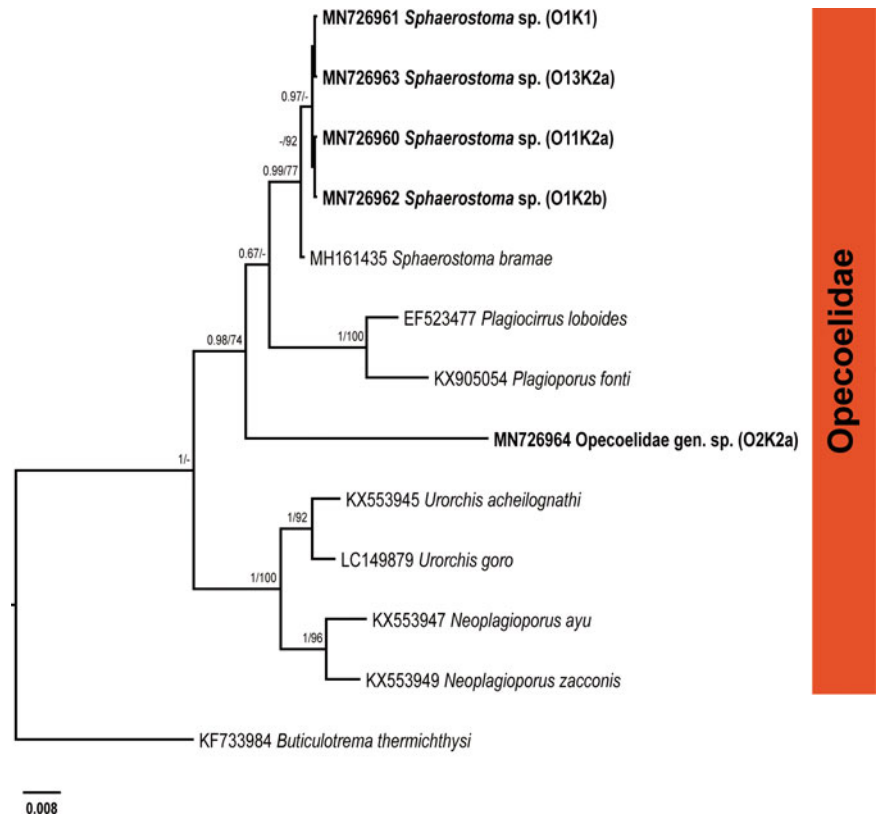 MN726961 Sphaerostoma sp. (O1K1)
MN726963 Sphaerostoma sp. (O13K2a)
0.97/-
MN726960 Sphaerostoma sp. (O11K2a)
-/92
0.99/77
MN726962 Sphaerostoma sp. (O1K2b)
MH161435 Sphaerostoma bramae
0.67/-
EF523477 Plagiocirrus loboides
0.98/74
1/100
KX905054 Plagioporus fonti
MN726964 Opecoelidae gen. sp. (O2K2a)
1/-
KX553945 Urorchis acheilognathi
1/92
LC149879 Urorchis goro
1/100
KX553947 Neoplagioporus ayu
1/96
KX553949 Neoplagioporus zacconis
KF733984 Buticulotrema thermichthysi
0.008
Opecoelidae